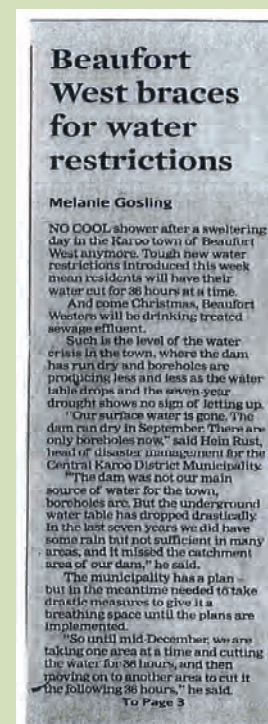 Beaufort
West braces
for water
restrictions
Melanie Gosling
NO COOL shower after a sweltering
day in the Karoo town of Beaufort
West anymore. Tough new water
restrictions introduced this week
mean residents will have their
water cut for 36 hours at a time.
And come Christmas, Beaufort
Westers will be drinking treated
sewage effluent.
Such is the level of the water
crisis in the town, where the dam
has run dry and boreholes are
producing less and less as the water
table drops and the seven-year
drought shows no sign of letting up.
"Our surface water is gone. The
dam ran dry in September. There are
only boreholes now," said Hein Rust,
head of disaster management for the
Central Karoo District Municipality.
"The dam was not our main
source of water for the town,
boreholes are. But the underground
water table has dropped drastically.
In the last seven years we did have
some rain but not sufficient in many
areas, and it missed the catchment
area of our dam," he said.
The municipality has a plan –
but in the meantime needed to take
drastic measures to give it a
breathing space until the plans are
implemented.
"So until mid-December, we are
taking one area at a time and cutting
the water for 36 hours, and then
moving on to another area to cut it
the following 36 hours," he said.
To Page 3